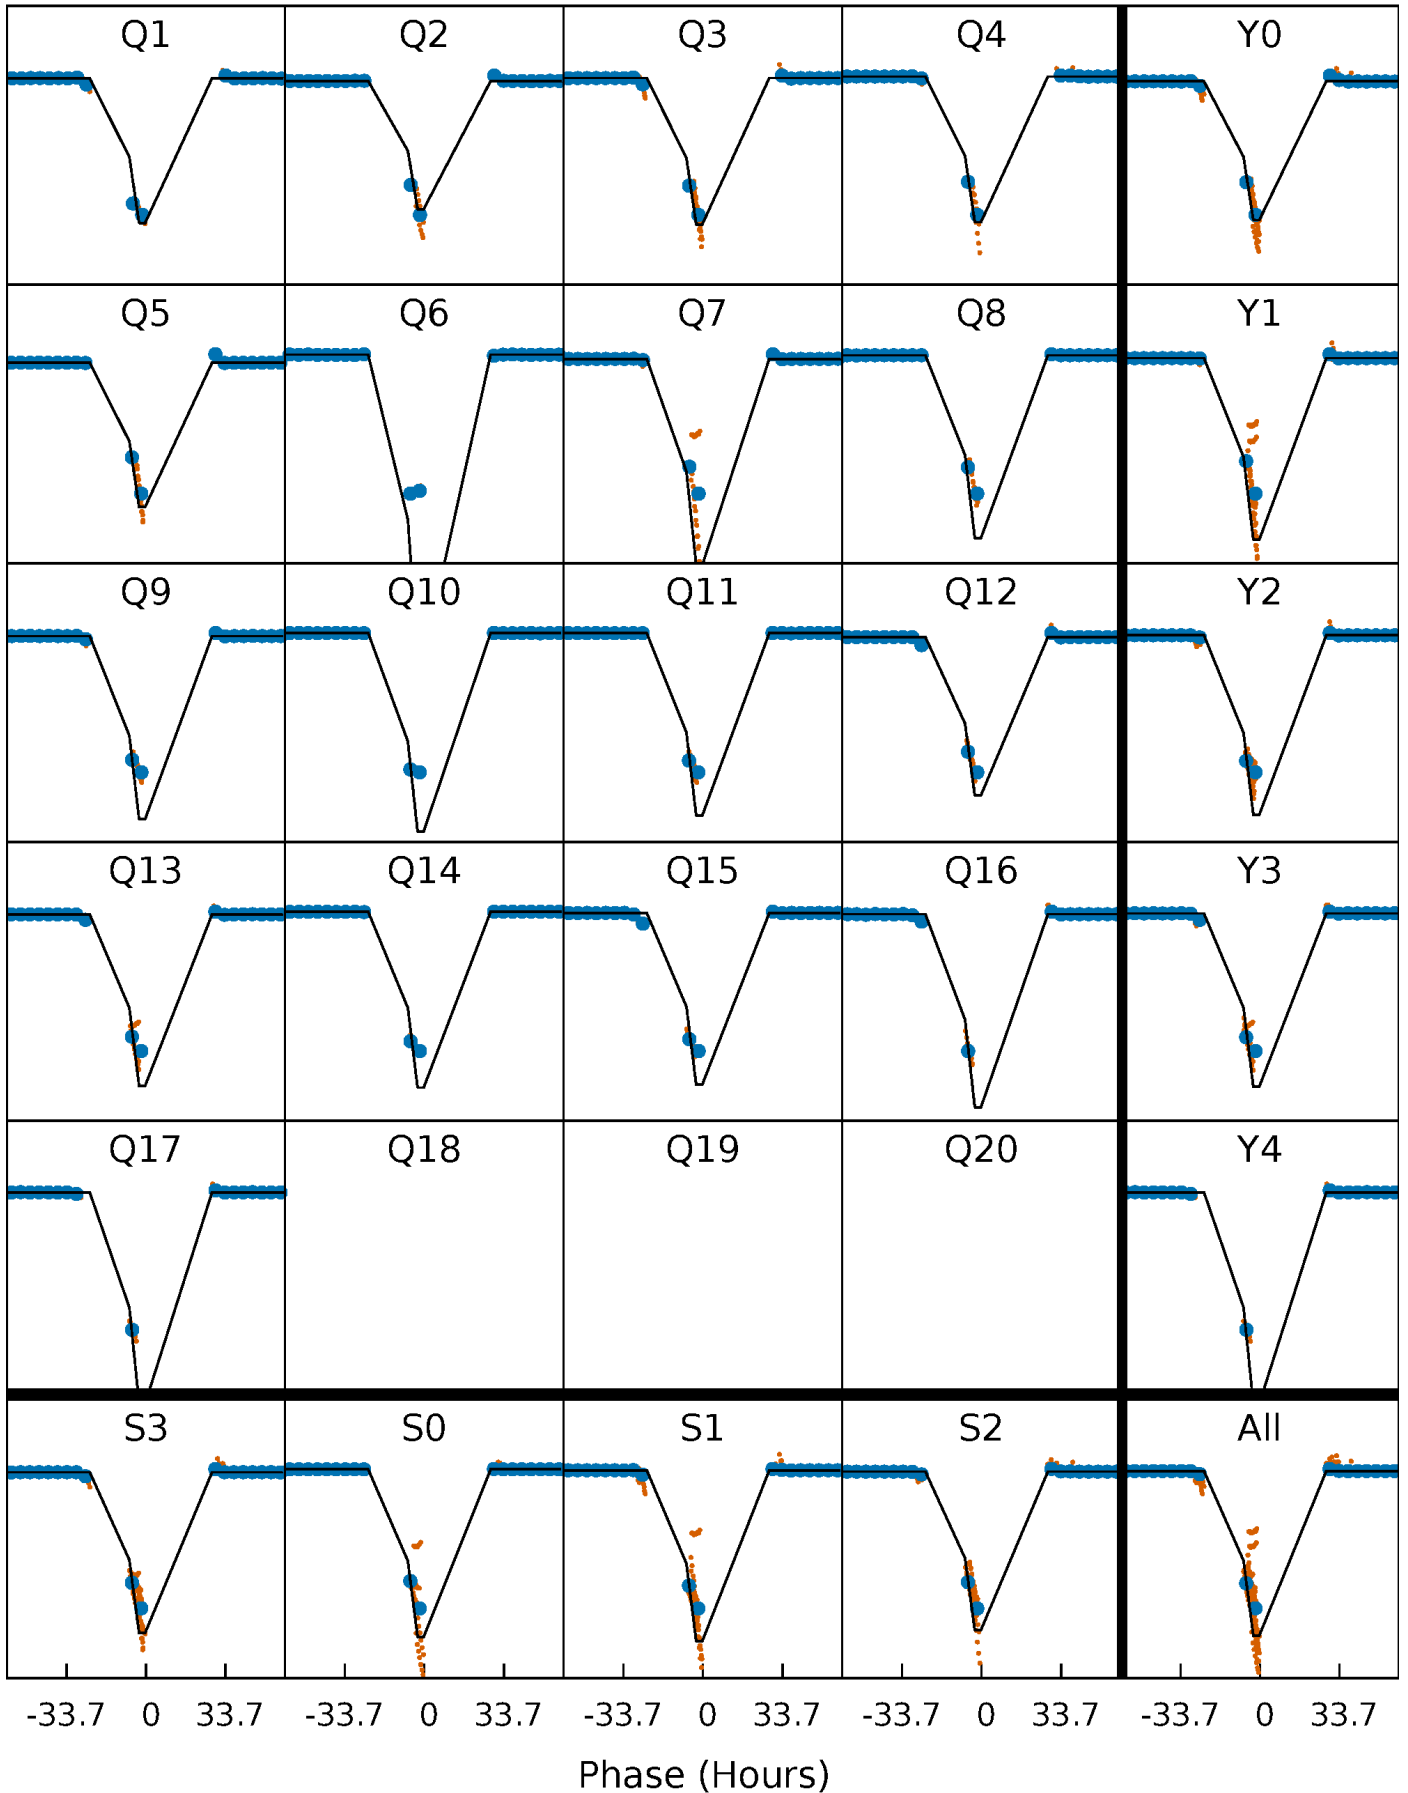 Q1 Q2 Q3 Q4 Y0
Q5 Q6 Q7 Q8 Y1
Q9 Q10 Q11 Q12 Y2
Q13 Q14 Q15 Q16 Y3
Q17 Q18 Q19 Q20 Y4
S3 S0 S1 S2 All
-33.7 0 33.7 -33.7 0 33.7 -33.7 0 33.7 -33.7 0 33.7 -33.7 0 33.7
Phase (Hours)